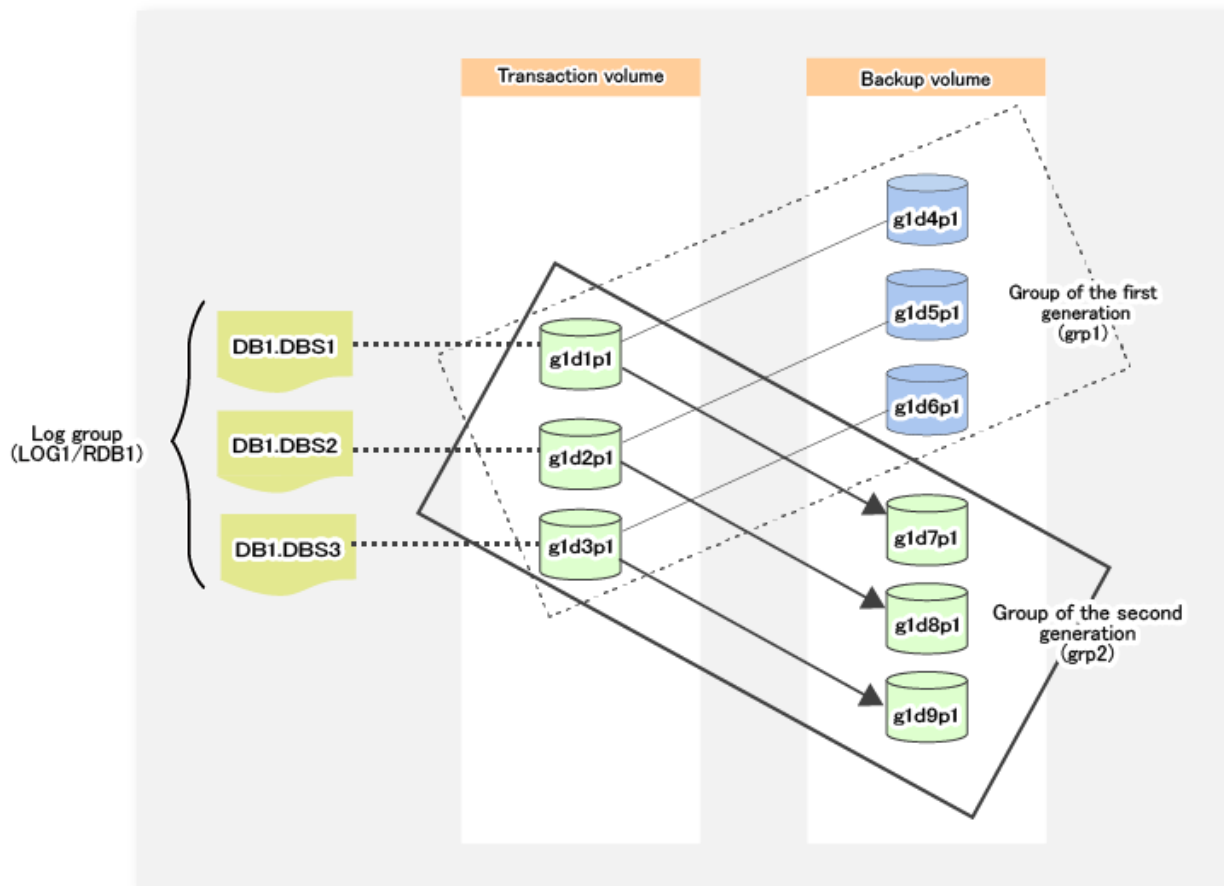 Transaction volume
Backup volume
g1d4p1
g1d5p1
g1d6p1
Group of the first
generation
(grp1)
Log group
(LOG1/RDB1)
DB1.DBS1
DB1.DBS2
DB1.DBS3
g1d1p1
g1d2p1
g1d3p1
g1d7p1
g1d8p1
g1d9p1
Group of the second
generation
(grp2)